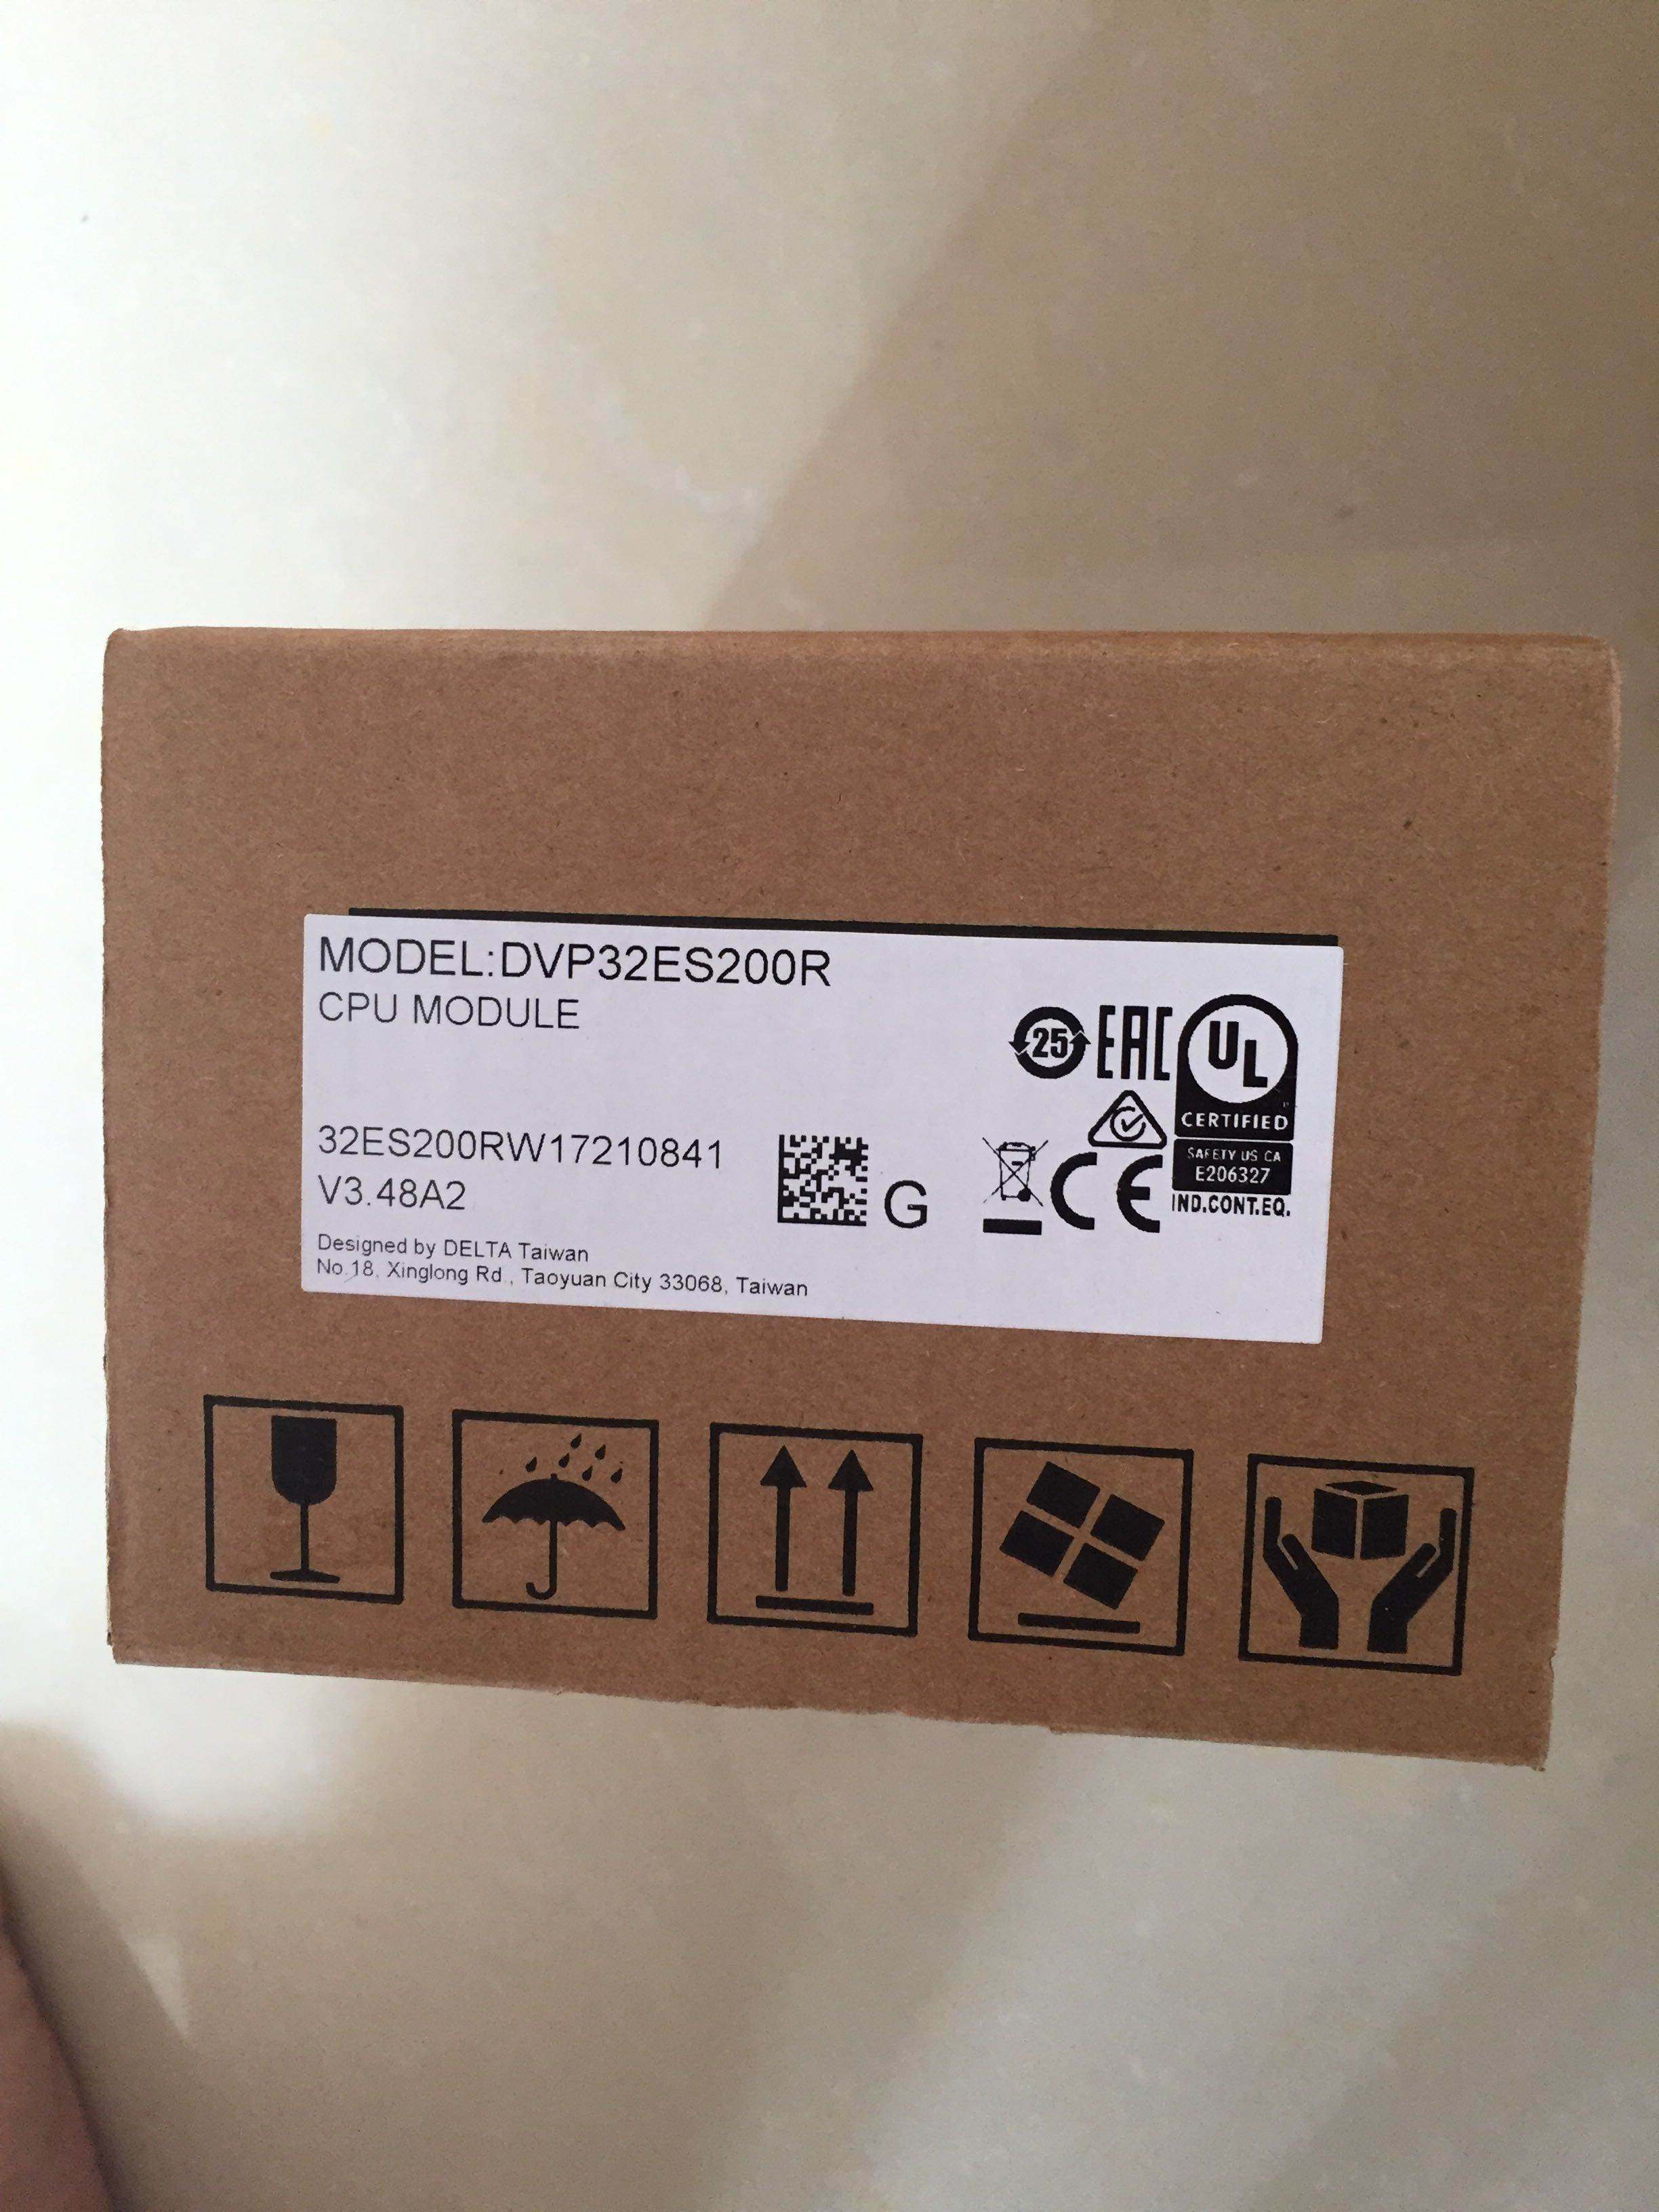 MODEL:DVP32ES200R
CPU MODULE
25 EAC UL
CERTIFIED
SAFETY US CA
E206327
IND.CONT.EQ.
CE
32ES200RW17210841
V3.48A2
G
Designed by DELTA Taiwan
No.18, Xinglong Rd., Taoyuan City 33068, Taiwan